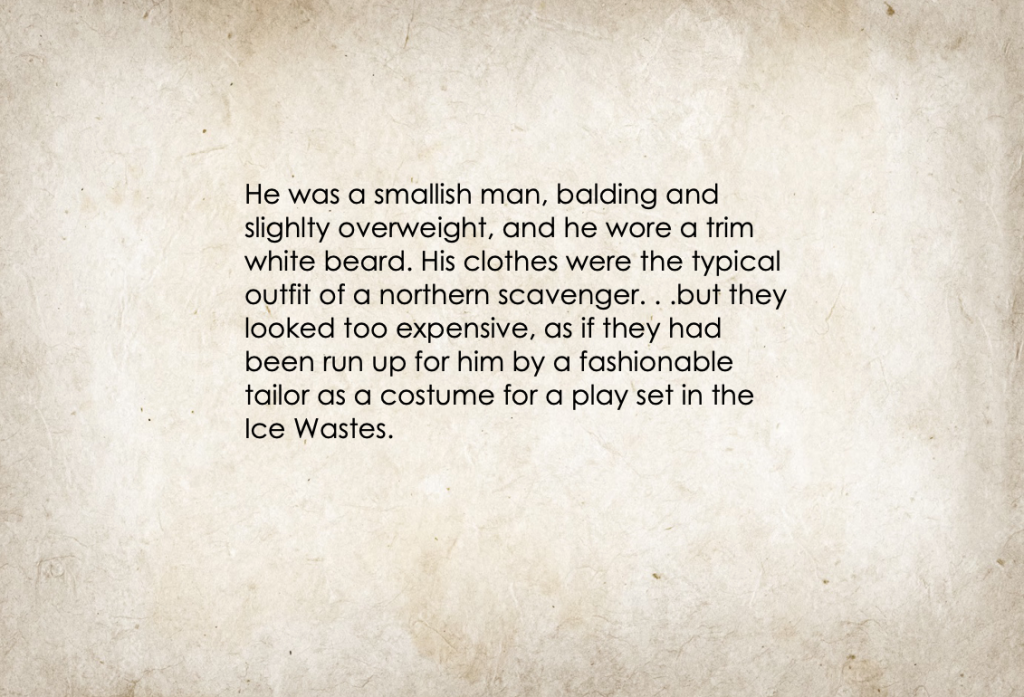 He was a smallish man, balding and
slighlty overweight, and he wore a trim
white beard. His clothes were the typical
outfit of a northern scavenger. . .but they
looked too expensive, as if they had
been run up for him by a fashionable
tailor as a costume for a play set in the
Ice Wastes.